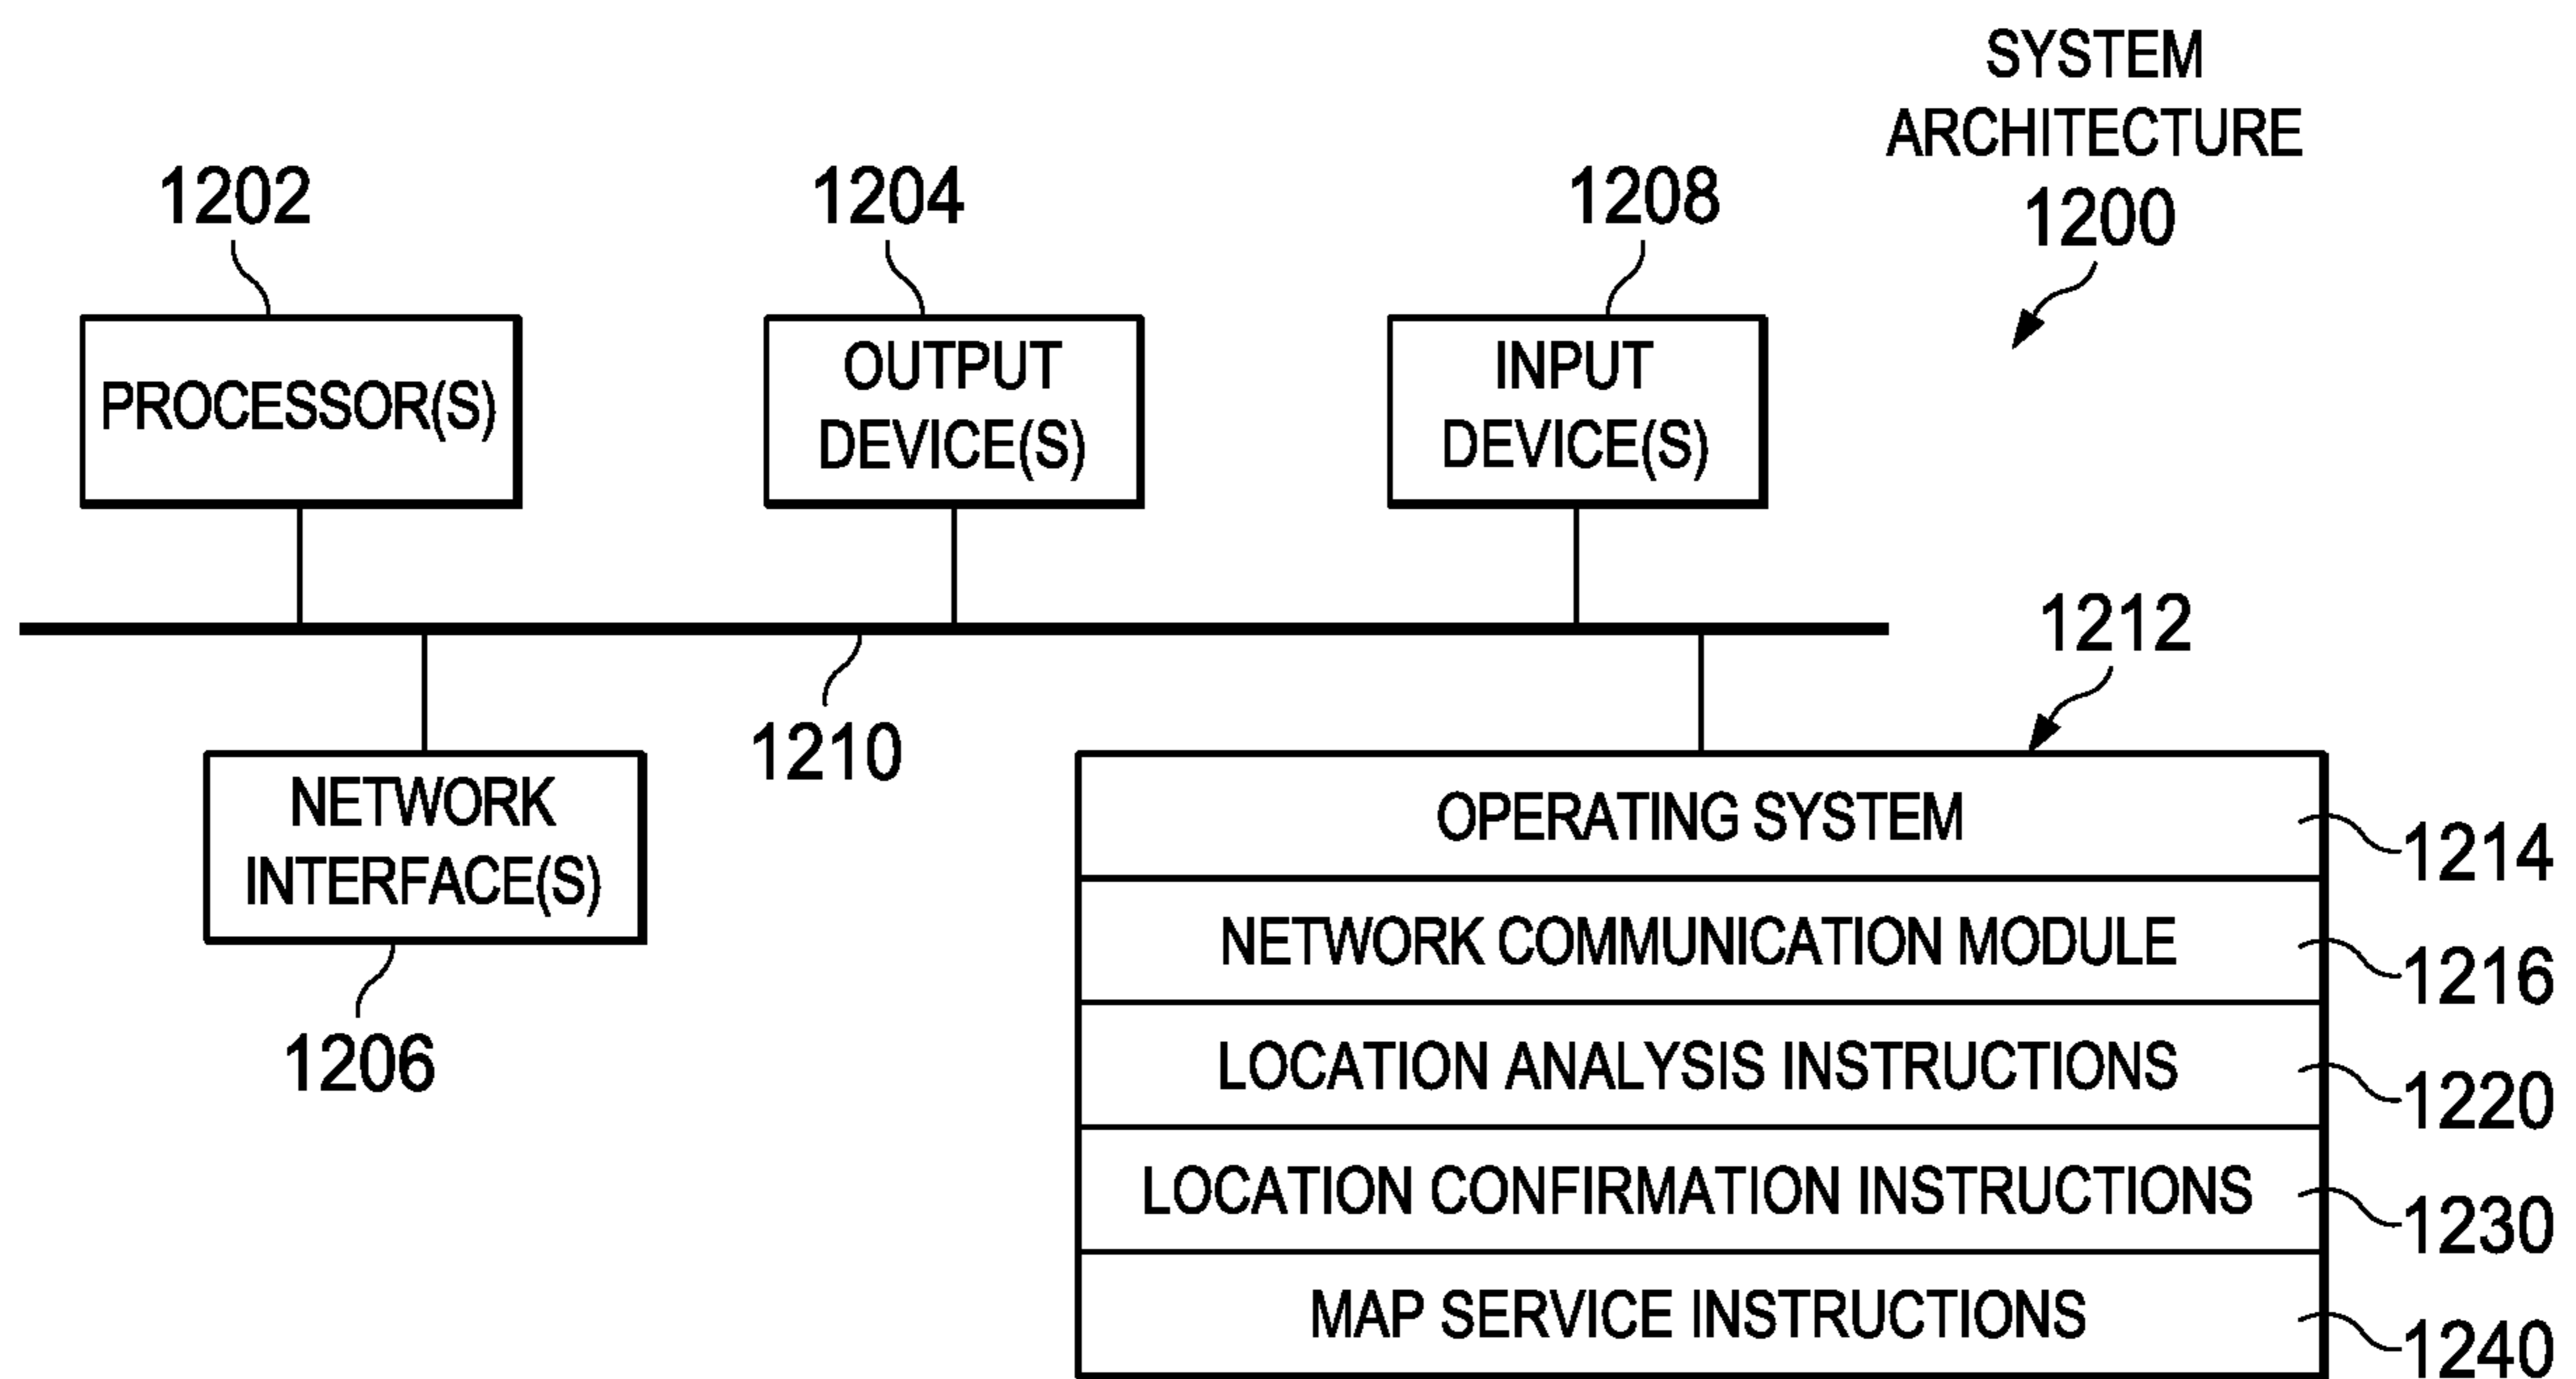 SYSTEM
ARCHITECTURE
1200
1202
1204
1208
PROCESSOR(S)
OUTPUT
DEVICE(S)
INPUT
DEVICE(S)
1212
1210
NETWORK
INTERFACE(S)
1206
OPERATING SYSTEM
1214
NETWORK COMMUNICATION MODULE
1216
LOCATION ANALYSIS INSTRUCTIONS
1220
LOCATION CONFIRMATION INSTRUCTIONS
1230
MAP SERVICE INSTRUCTIONS
1240